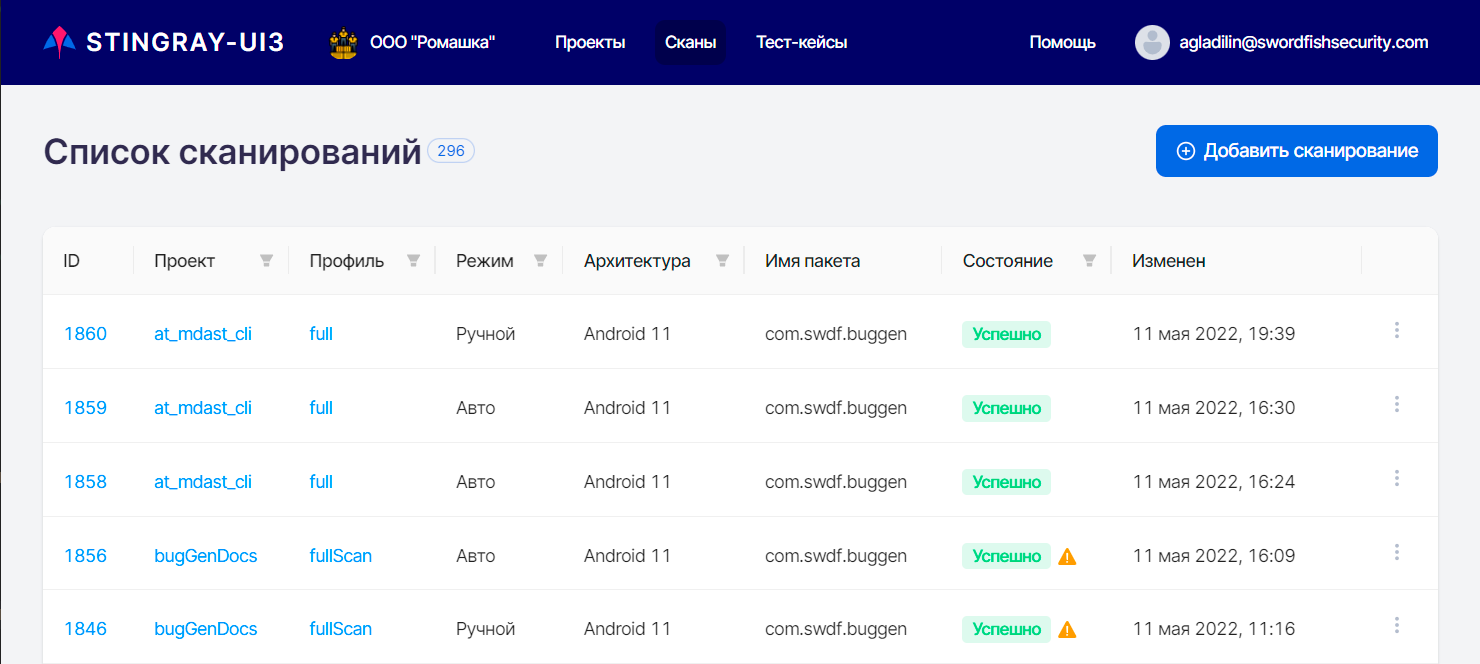 STINGRAY-UI3 ООО "Ромашка" Проекты Сканы Тест-кейсы Помощь agladilin@swordfishsecurity.com
Список сканирований 296 Добавить сканирование
ID Проект Профиль Режим Архитектура Имя пакета Состояние Изменен
1860 at_mdast_cli full Ручной Android 11 com.swdf.buggen Успешно 11 мая 2022, 19:39
1859 at_mdast_cli full Авто Android 11 com.swdf.buggen Успешно 11 мая 2022, 16:30
1858 at_mdast_cli full Авто Android 11 com.swdf.buggen Успешно 11 мая 2022, 16:24
1856 bugGenDocs fullScan Авто Android 11 com.swdf.buggen Успешно 11 мая 2022, 16:09
1846 bugGenDocs fullScan Ручной Android 11 com.swdf.buggen Успешно 11 мая 2022, 11:16